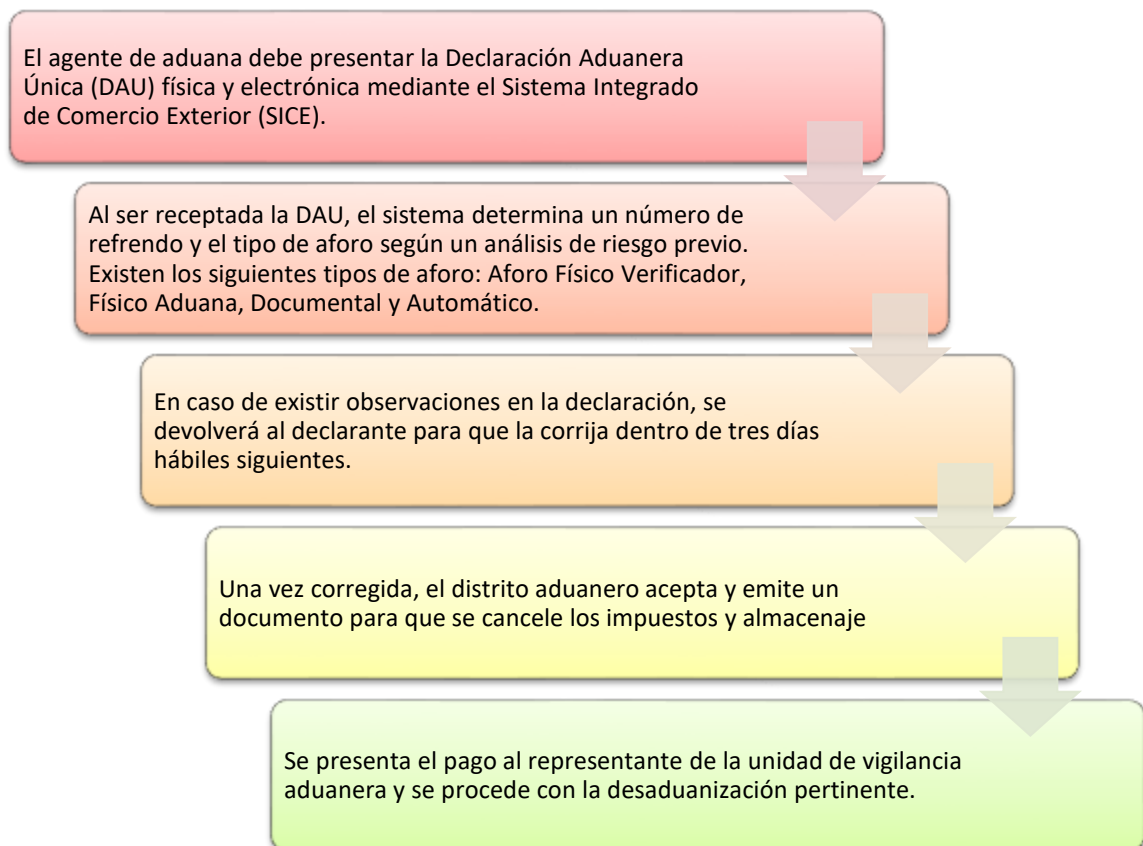 El agente de aduana debe presentar la Declaración Aduanera
Única (DAU) física y electrónica mediante el Sistema Integrado
de Comercio Exterior (SICE).
Al ser receptada la DAU, el sistema determina un número de
refrendo y el tipo de aforo según un análisis de riesgo previo.
Existen los siguientes tipos de aforo: Aforo Físico Verificador,
Físico Aduana, Documental y Automático.
En caso de existir observaciones en la declaración, se
devolverá al declarante para que la corrija dentro de tres días
hábiles siguientes.
Una vez corregida, el distrito aduanero acepta y emite un
documento para que se cancele los impuestos y almacenaje
Se presenta el pago al representante de la unidad de vigilancia
aduanera y se procede con la desaduanización pertinente.